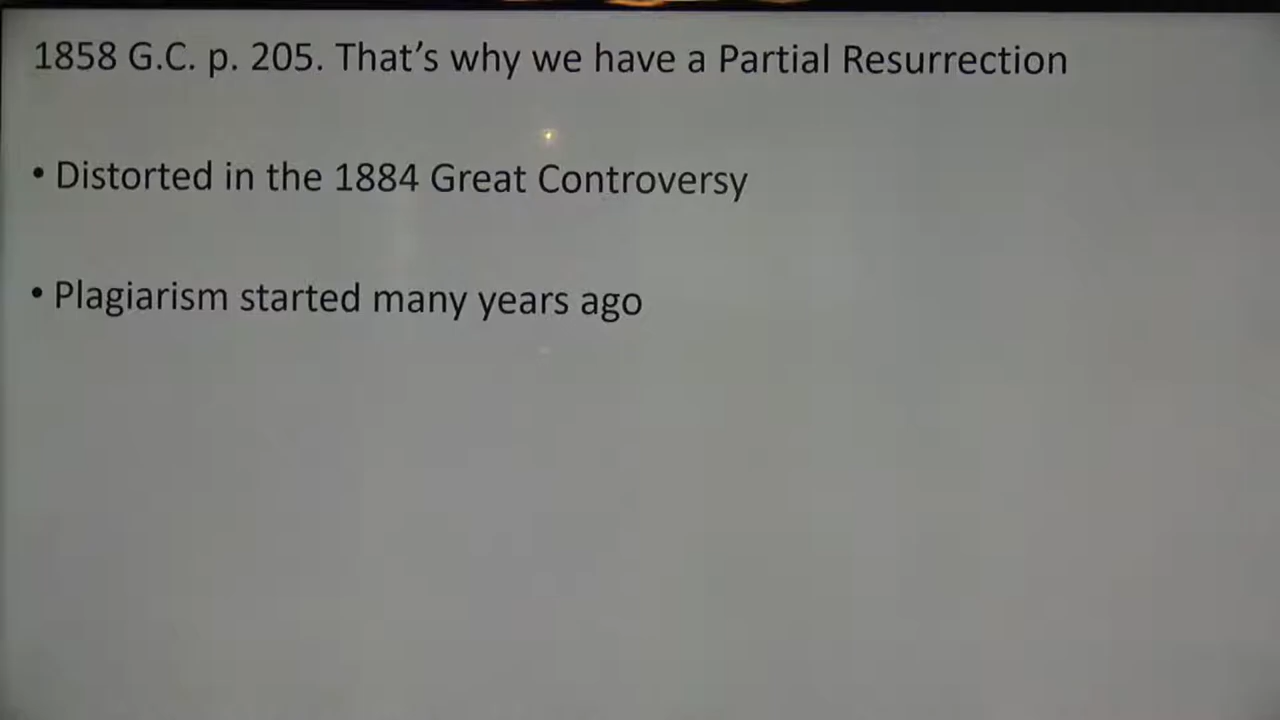 1858 G.C. p. 205. That's why we have a Partial Resurrection
• Distorted in the 1884 Great Controversy
• Plagiarism started many years ago